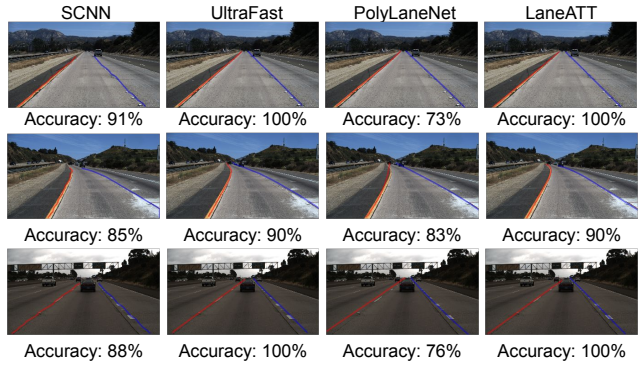 SCNN UltraFast PolyLaneNet LaneATT
Accuracy: 91% Accuracy: 100% Accuracy: 73% Accuracy: 100%
Accuracy: 85% Accuracy: 90% Accuracy: 83% Accuracy: 90%
Accuracy: 88% Accuracy: 100% Accuracy: 76% Accuracy: 100%